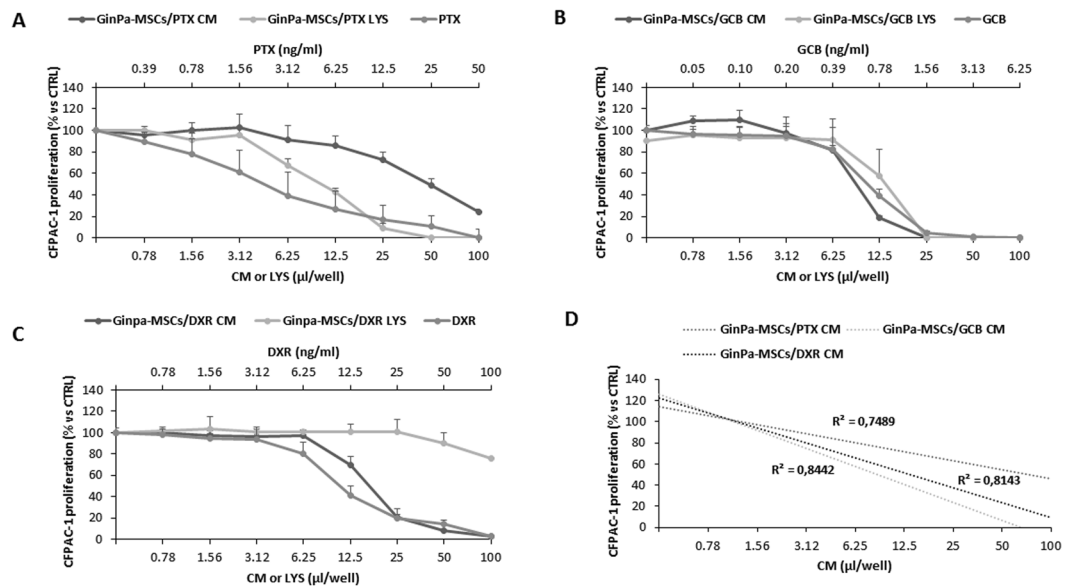 A
GinPa-MSCs/PTX CM GinPa-MSCs/PTX LYS PTX
PTX (ng/ml)
0.39 0.78 1.56 3.12 6.25 12.5 25 50
CFPAC-1 proliferation (% vs CTRL)
140
120
100
80
60
40
20
0
0.78 1.56 3.12 6.25 12.5 25 50 100
CM or LYS (µl/well)
B
GinPa-MSCs/GCB CM GinPa-MSCs/GCB LYS GCB
GCB (ng/ml)
0.05 0.10 0.20 0.39 0.78 1.56 3.13 6.25
CFPAC-1 proliferation (% vs CTRL)
140
120
100
80
60
40
20
0
0.78 1.56 3.12 6.25 12.5 25 50 100
CM or LYS (µl/well)
C
Ginpa-MSCs/DXR CM Ginpa-MSCs/DXR LYS DXR
DXR (ng/ml)
0.78 1.56 3.12 6.25 12.5 25 50 100
CFPAC-1 proliferation (% vs CTRL)
140
120
100
80
60
40
20
0
0.78 1.56 3.12 6.25 12.5 25 50 100
CM or LYS (µl/well)
D
GinPa-MSCs/PTX CM GinPa-MSCs/GCB CM
GinPa-MSCs/DXR CM
CFPAC-1 proliferation (% vs CTRL)
140
120
100
80
60
40
20
0
R² = 0,7489
R² = 0,8442
R² = 0,8143
0.78 1.56 3.12 6.25 12.5 25 50 100
CM (µl/well)